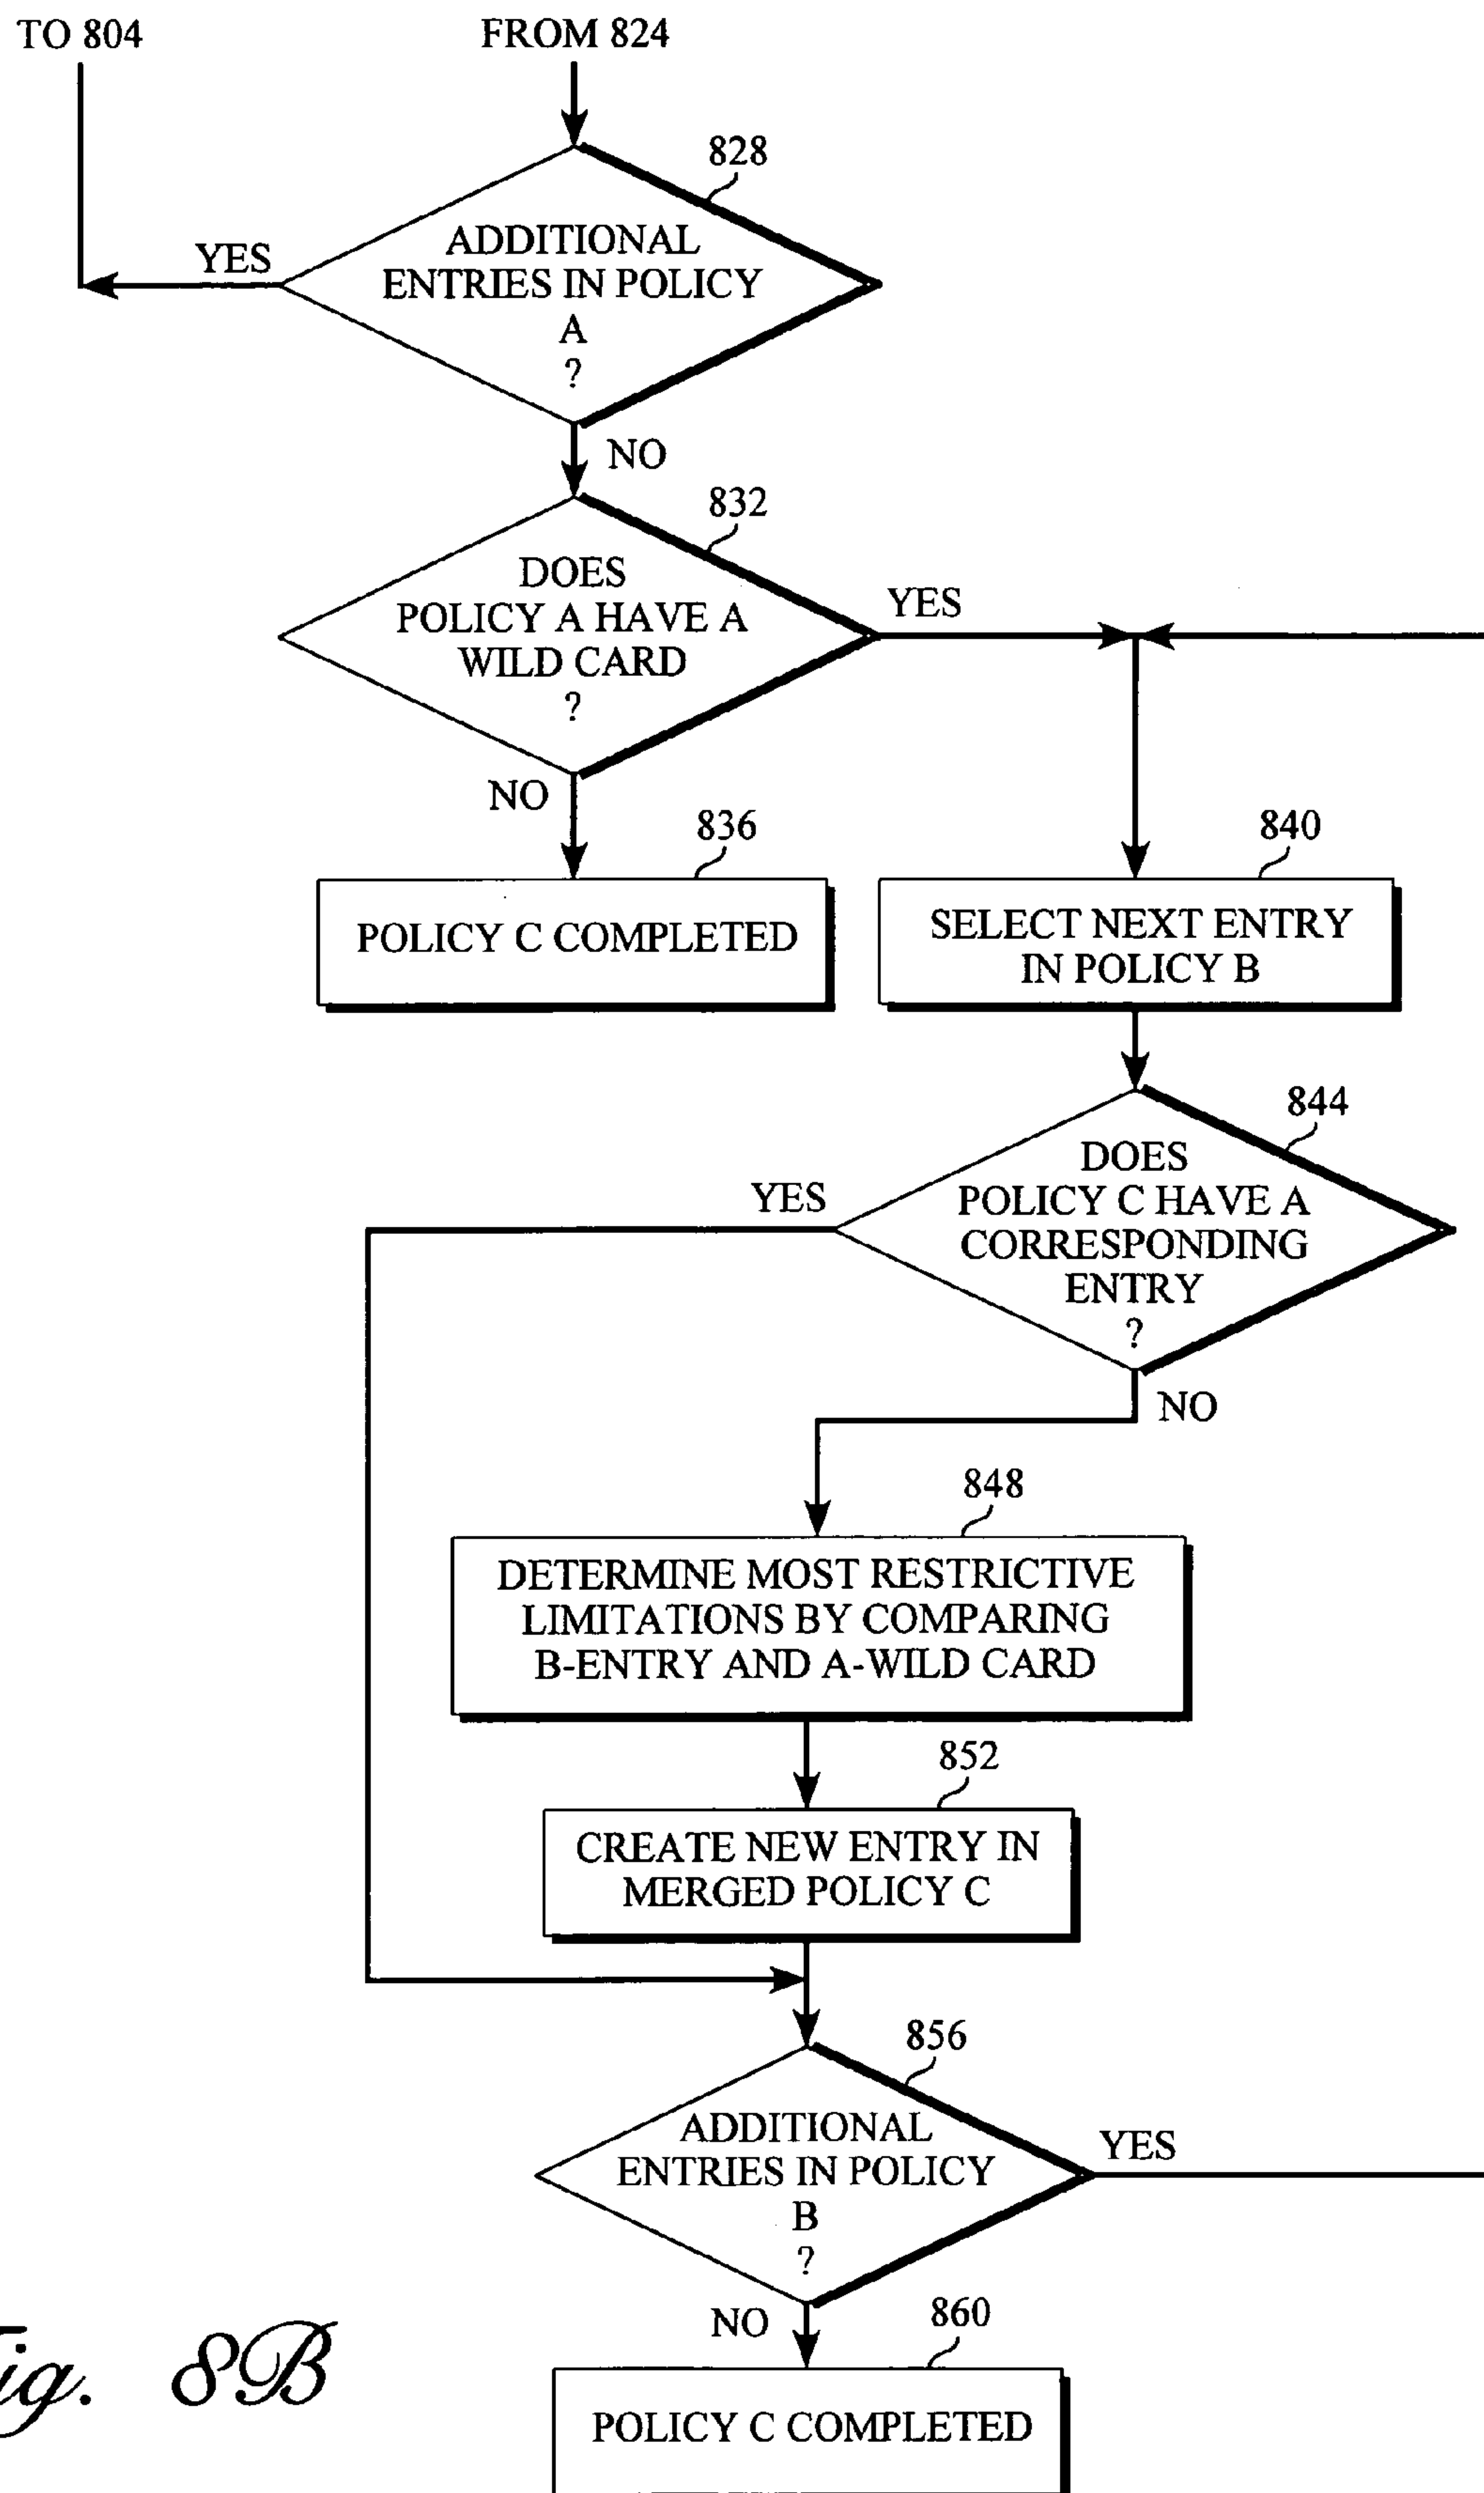 TO 804
FROM 824
828
ADDITIONAL
ENTRIES IN POLICY
A
?
YES
NO
832
DOES
POLICY A HAVE A
WILD CARD
?
YES
NO
836
POLICY C COMPLETED
840
SELECT NEXT ENTRY
IN POLICY B
844
DOES
POLICY C HAVE A
CORRESPONDING
ENTRY
?
YES
NO
848
DETERMINE MOST RESTRICTIVE
LIMITATIONS BY COMPARING
B-ENTRY AND A-WILD CARD
852
CREATE NEW ENTRY IN
MERGED POLICY C
856
ADDITIONAL
ENTRIES IN POLICY
B
?
YES
NO
860
POLICY C COMPLETED
ig. 8B